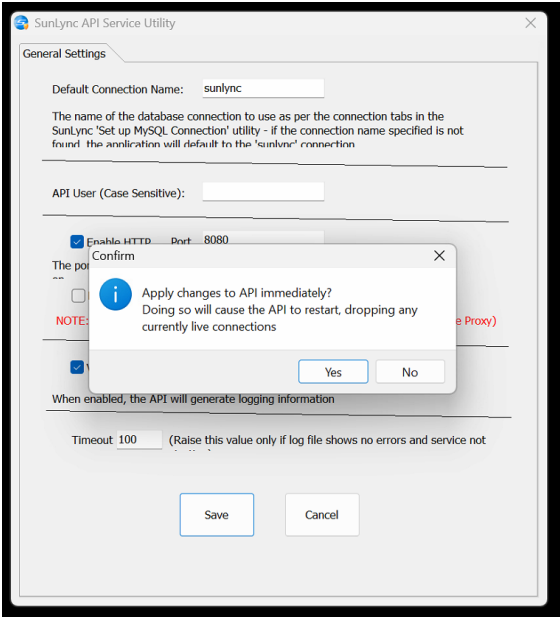 SunLync API Service Utility
General Settings
Default Connection Name: sunlync
The name of the database connection to use as per the connection tabs in the
SunLync 'Set up MySQL Connection' utility - if the connection name specified is not
found, the application will default to the 'sunlync' connection
API User (Case Sensitive):
Enable HTTP Port 8080
The por
Confirm
Apply changes to API immediately?
Doing so will cause the API to restart, dropping any
currently live connections
NOTE: e Proxy)
Yes No
When enabled, the API will generate logging information
Timeout 100 (Raise this value only if log file shows no errors and service not
Save Cancel